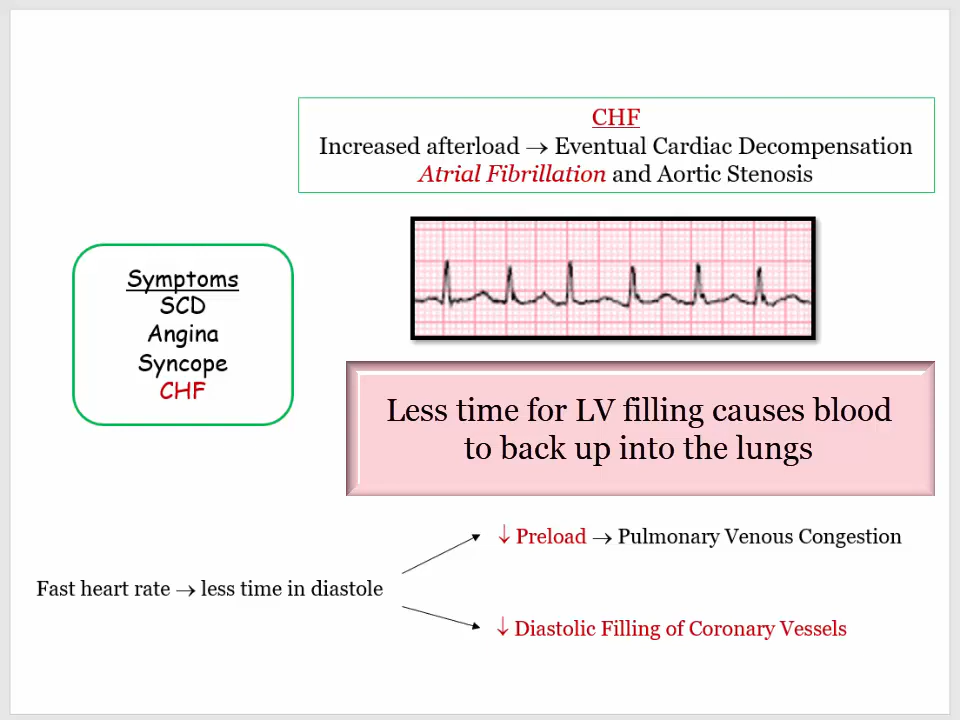 CHF
Increased afterload → Eventual Cardiac Decompensation
Atrial Fibrillation and Aortic Stenosis
Symptoms
SCD
Angina
Syncope
CHF
Less time for LV filling causes blood
to back up into the lungs
↓ Preload → Pulmonary Venous Congestion
Fast heart rate → less time in diastole
↓ Diastolic Filling of Coronary Vessels